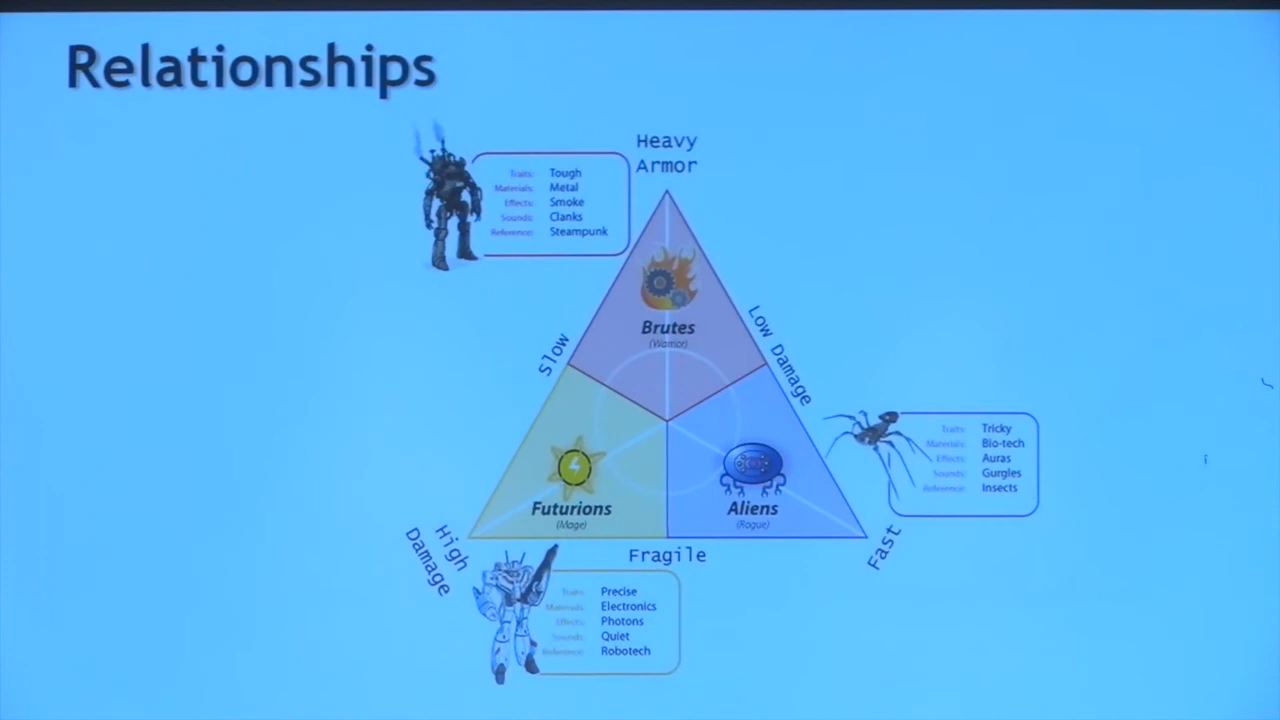 Relationships
Heavy
Armor
Traits: Tough
Materials: Metal
Effects: Smoke
Sounds: Clanks
Reference: Steampunk
Brutes
(Warrior)
Slow
Low Damage
Traits: Tricky
Materials: Bio-tech
Effects: Auras
Sounds: Gurgles
Reference: Insects
Futurions
(Mage)
Aliens
(Rogue)
High
Damage
Fragile
Fast
Traits: Precise
Materials: Electronics
Effects: Photons
Sounds: Quiet
Reference: Robotech